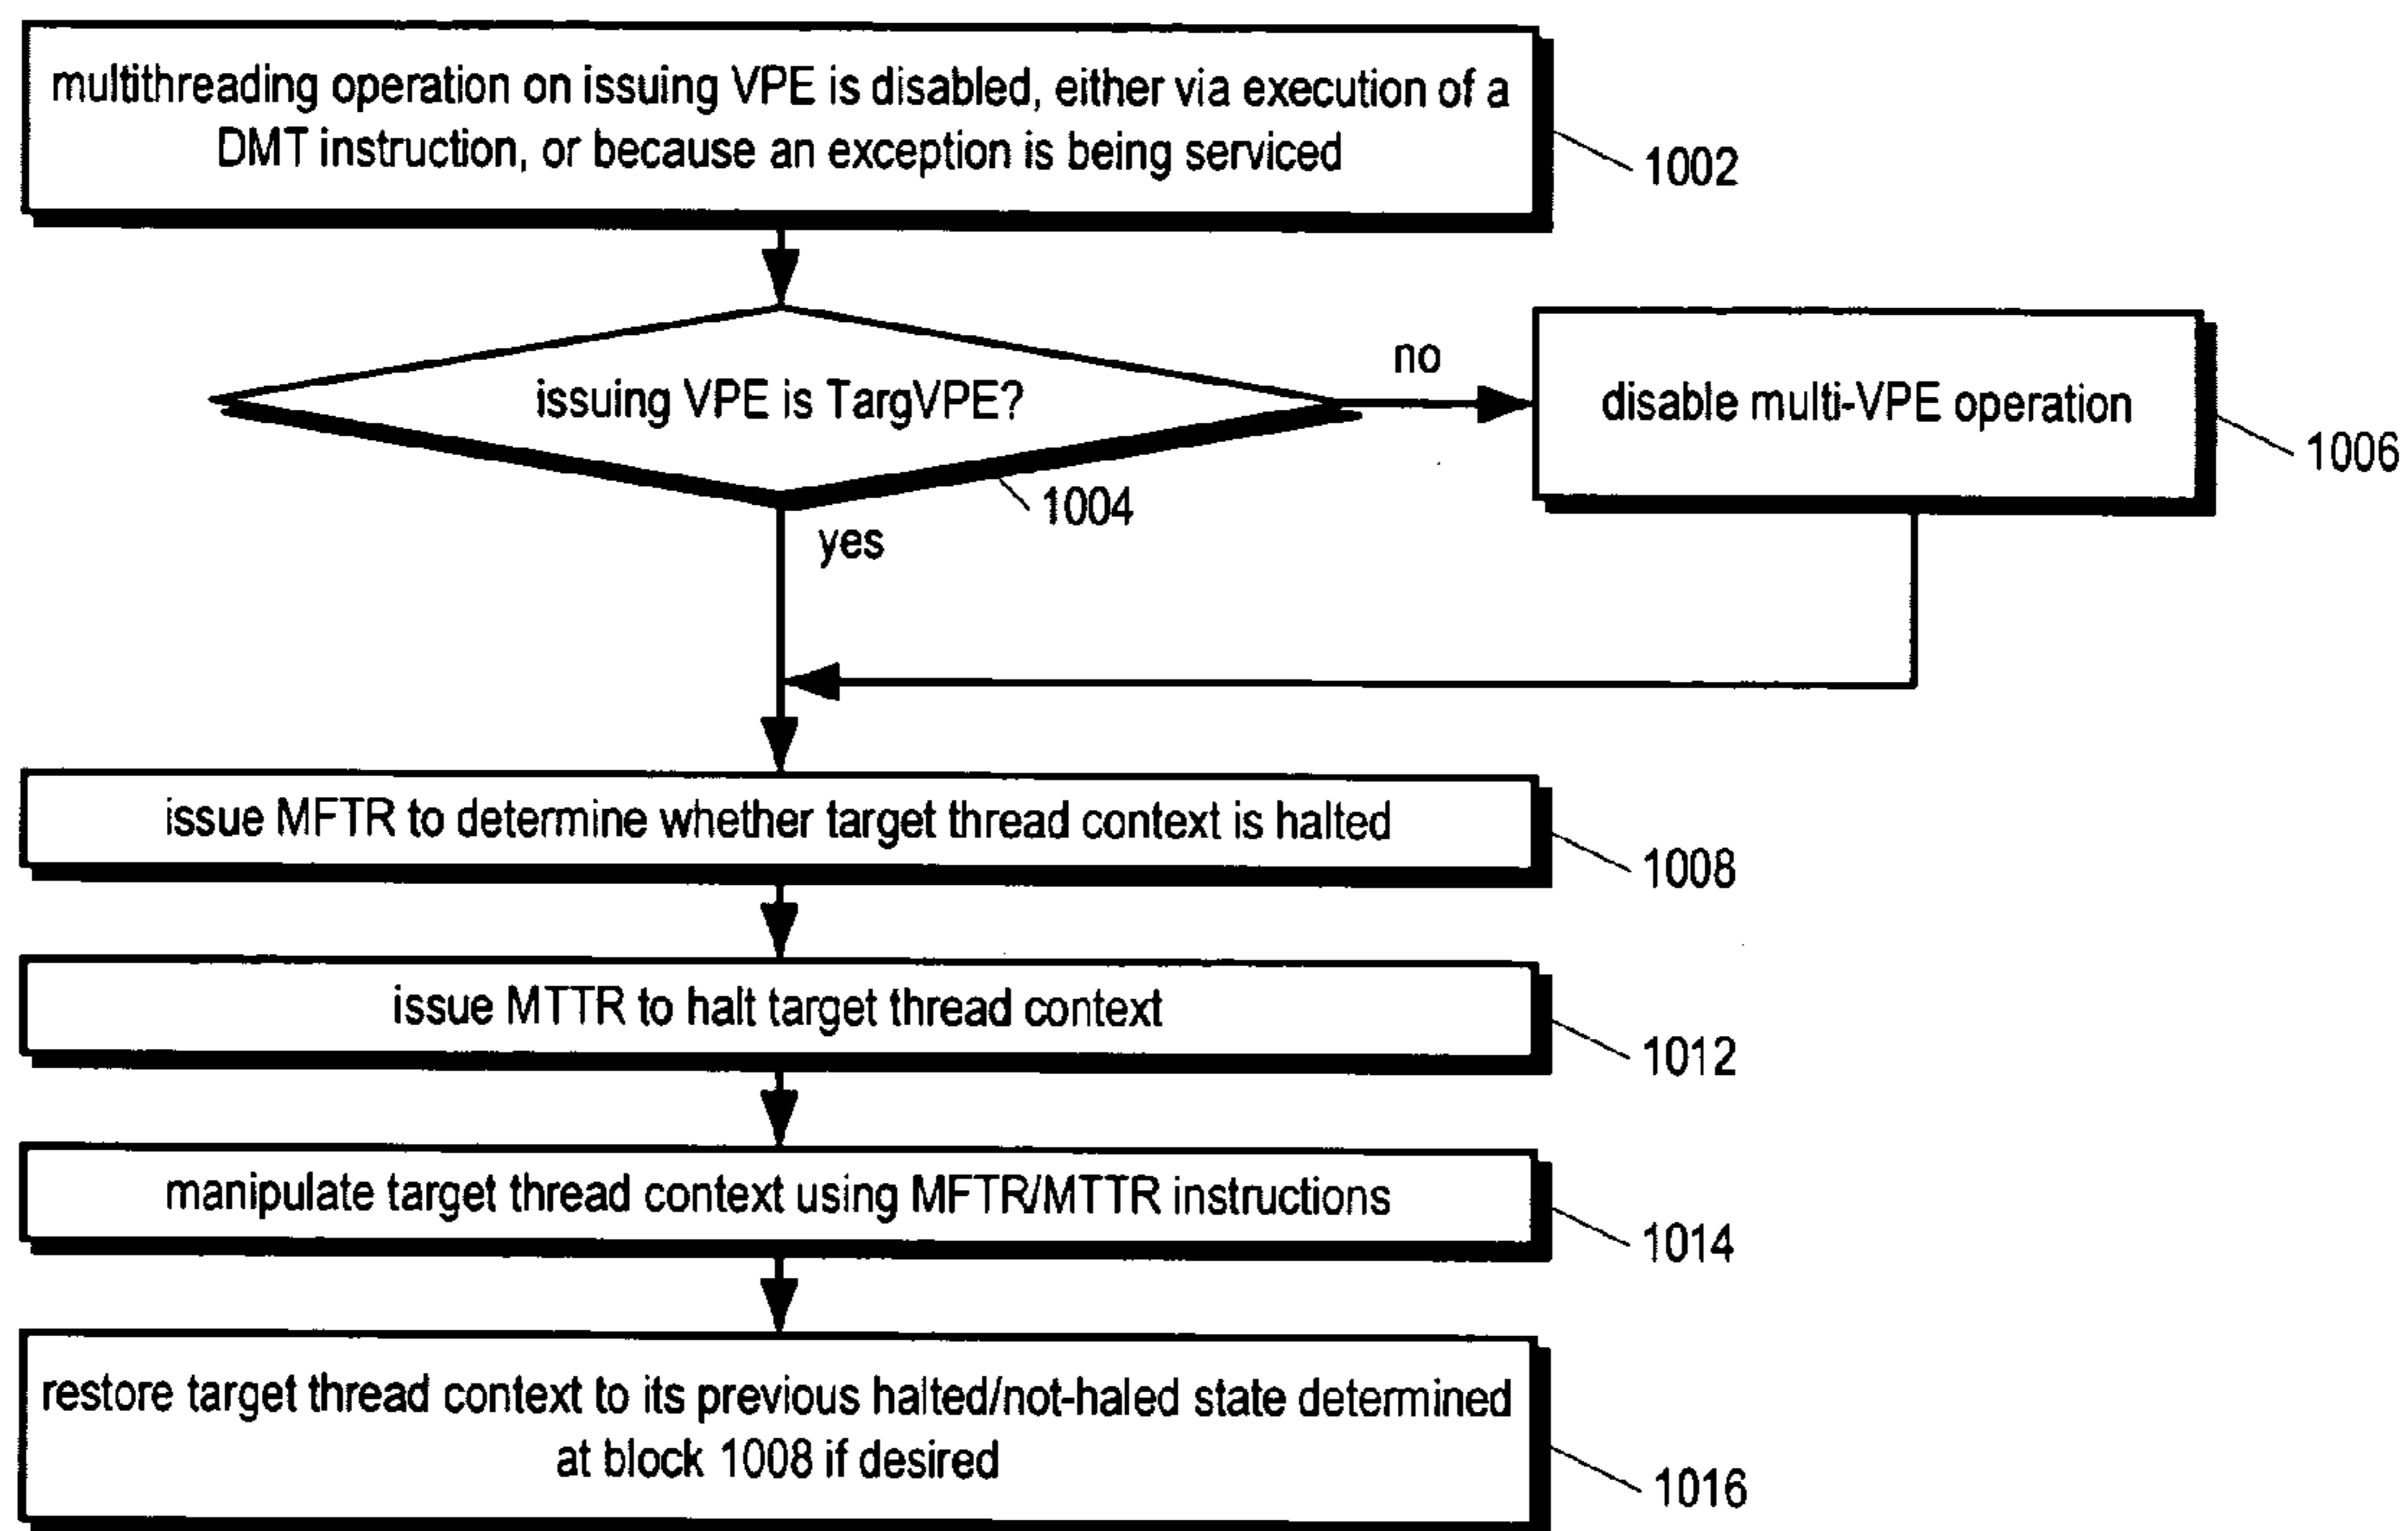 multithreading operation on issuing VPE is disabled, either via execution of a
DMT instruction, or because an exception is being serviced
1002
issuing VPE is TargVPE?
1004
no
disable multi-VPE operation
1006
yes
issue MFTR to determine whether target thread context is halted
1008
issue MTTR to halt target thread context
1012
manipulate target thread context using MFTR/MTTR instructions
1014
restore target thread context to its previous halted/not-haled state determined
at block 1008 if desired
1016